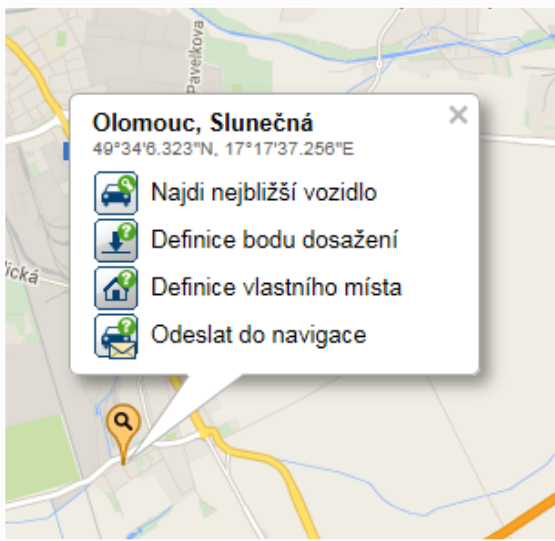 Pavelkova
Olomouc, Slunečná
49°34'6.323"N, 17°17'37.256"E
Najdi nejbližší vozidlo
Definice bodu dosažení
Definice vlastního místa
Odeslat do navigace